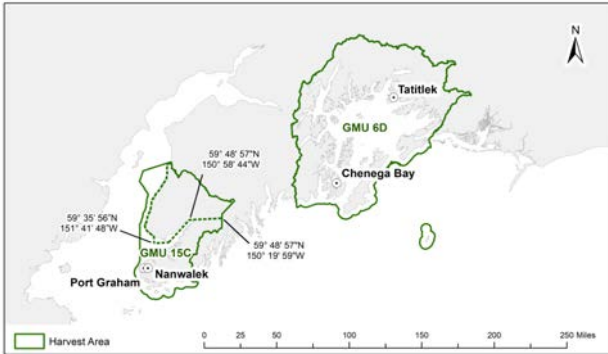 N
Tatitlek
GMU 6D
59° 48' 57"N
150° 58' 44"W
Chenega Bay
59° 35' 56"N
151° 41' 48"W
59° 48' 57"N
150° 19' 59"W
GMU 15C
Port Graham
Nanwalek
0 25 50 100 150 200 250 Miles
Harvest Area